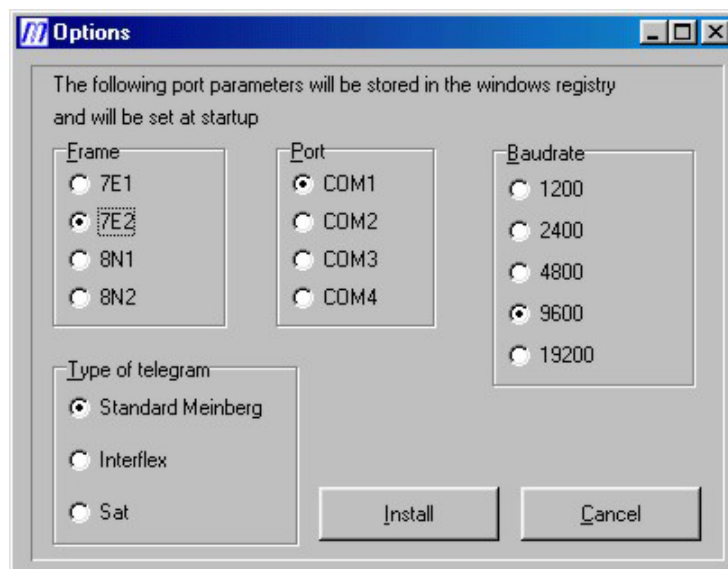 Options
The following port parameters will be stored in the windows registry
and will be set at startup
Frame
7E1
7E2
8N1
8N2
Port
COM1
COM2
COM3
COM4
Baudrate
1200
2400
4800
9600
19200
Type of telegram
Standard Meinberg
Interflex
Sat
Install
Cancel